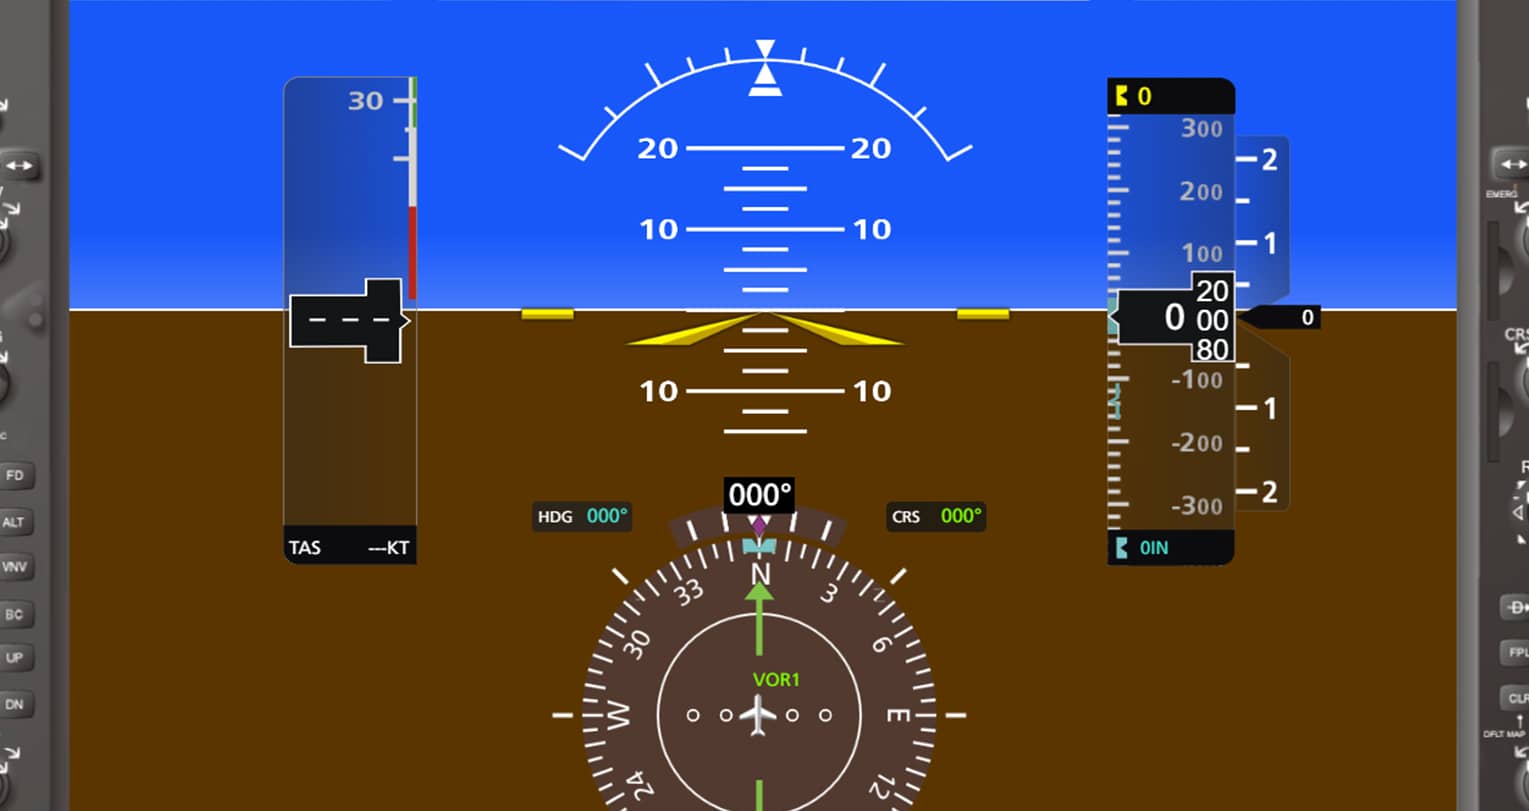 30
20 20
10 10
10 10
0
300
200
100
20
0 00
80
-100
-200
-300
0IN
2
1
0
1
2
TAS ---KT
000°
HDG 000°
CRS 000°
N
33
3
30
6
W
E
24
12
VOR1
FD
ALT
VNV
BC
UP
DN
EMERG
CRS
D
FPL
CLR
DFLT MAP